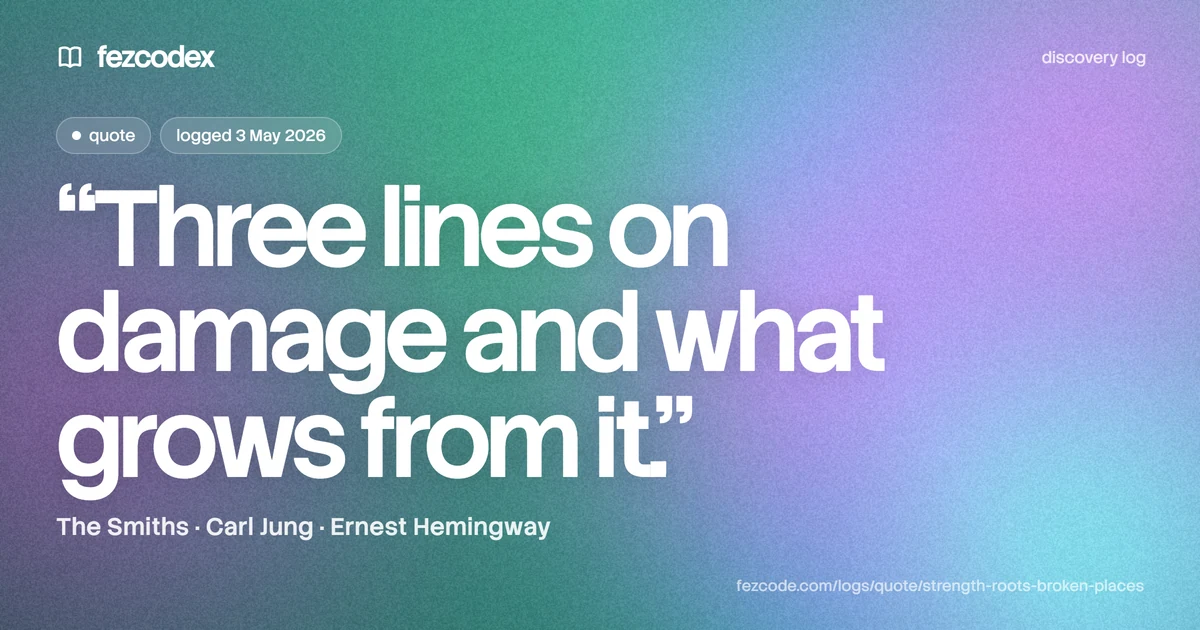 fezcodex
discovery log
quote
logged 3 May 2026
“Three lines on
damage and what
grows from it.”
The Smiths · Carl Jung · Ernest Hemingway
fezcode.com/logs/quote/strength-roots-broken-places